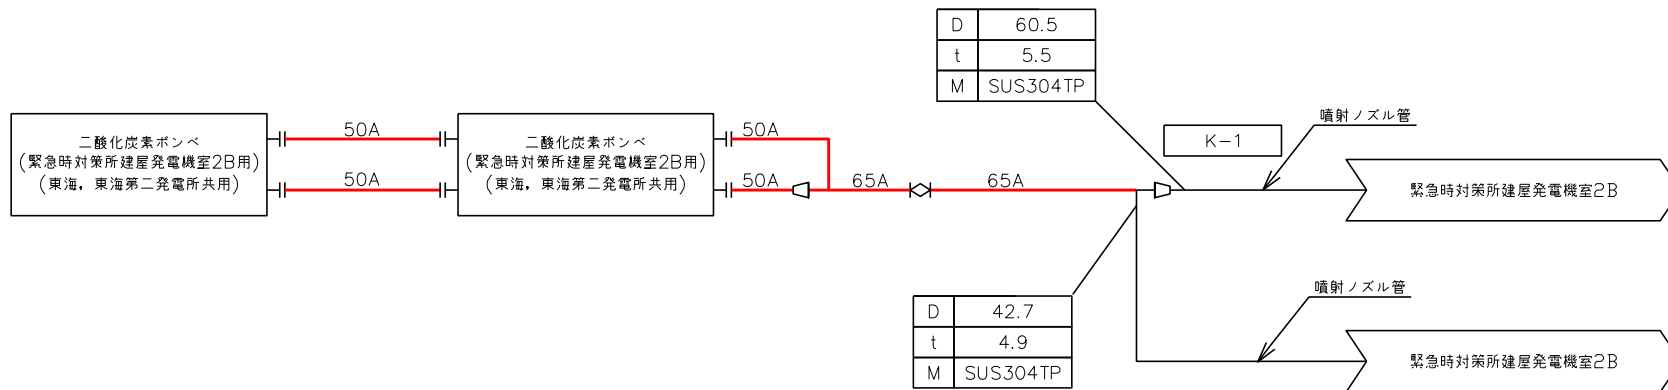 D 60.5
t 5.5
M SUS304TP
噴射ノズル管
K-1
二酸化炭素ボンベ
(緊急時対策所建屋発電機室2B用)
(東海，東海第二発電所共用)
50A
50A
二酸化炭素ボンベ
(緊急時対策所建屋発電機室2B用)
(東海，東海第二発電所共用)
50A
50A
65A
65A
緊急時対策所建屋発電機室2B
噴射ノズル管
D 42.7
t 4.9
M SUS304TP
緊急時対策所建屋発電機室2B